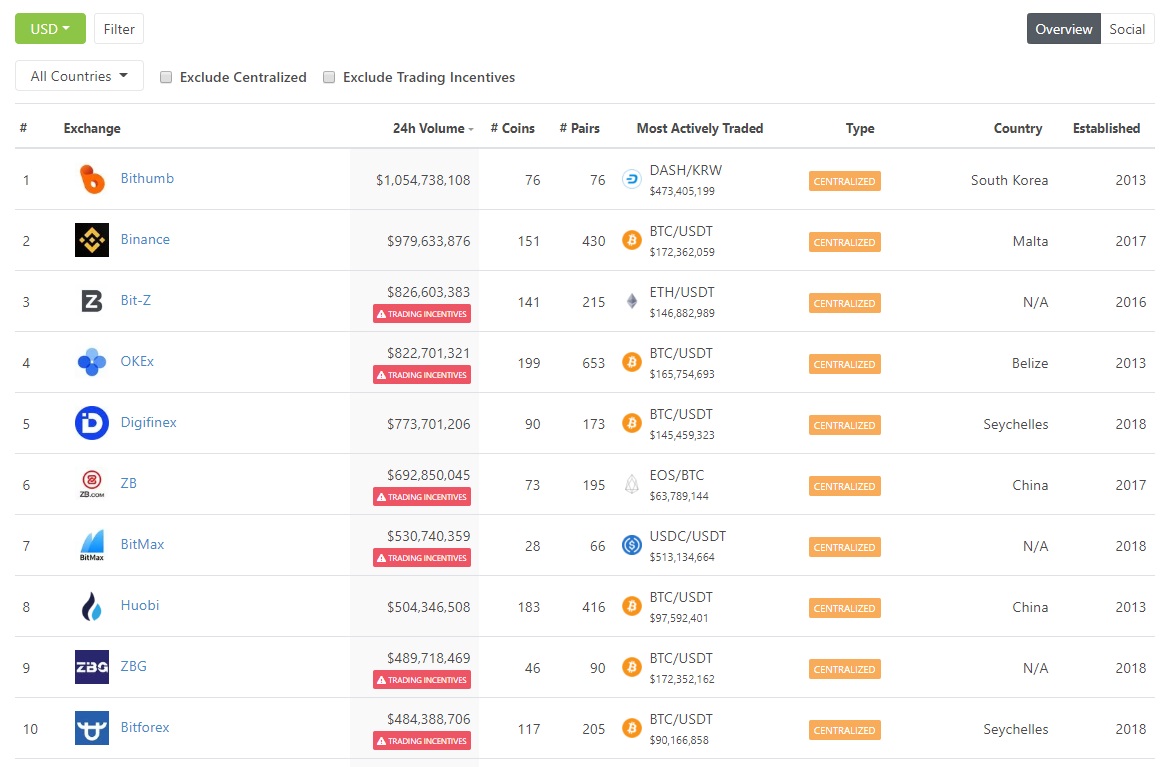 USD Filter Overview Social
All Countries Exclude Centralized Exclude Trading Incentives
# Exchange 24h Volume # Coins # Pairs Most Actively Traded Type Country Established
1 Bithumb $1,054,738,108 76 76 DASH/KRW $473,405,199 CENTRALIZED South Korea 2013
2 Binance $979,633,876 151 430 BTC/USDT $172,362,059 CENTRALIZED Malta 2017
3 Bit-Z $826,603,383 TRADING INCENTIVES 141 215 ETH/USDT $146,882,989 CENTRALIZED N/A 2016
4 OKEx $822,701,321 TRADING INCENTIVES 199 653 BTC/USDT $165,754,693 CENTRALIZED Belize 2013
5 Digifinex $773,701,206 90 173 BTC/USDT $145,459,323 CENTRALIZED Seychelles 2018
6 ZB.COM ZB $692,850,045 TRADING INCENTIVES 73 195 EOS/BTC $63,789,144 CENTRALIZED China 2017
7 BitMax BitMax $530,740,359 TRADING INCENTIVES 28 66 USDC/USDT $513,134,664 CENTRALIZED N/A 2018
8 Huobi $504,346,508 183 416 BTC/USDT $97,592,401 CENTRALIZED China 2013
9 ZBG ZBG $489,718,469 TRADING INCENTIVES 46 90 BTC/USDT $172,352,162 CENTRALIZED N/A 2018
10 Bitforex $484,388,706 TRADING INCENTIVES 117 205 BTC/USDT $90,166,858 CENTRALIZED Seychelles 2018